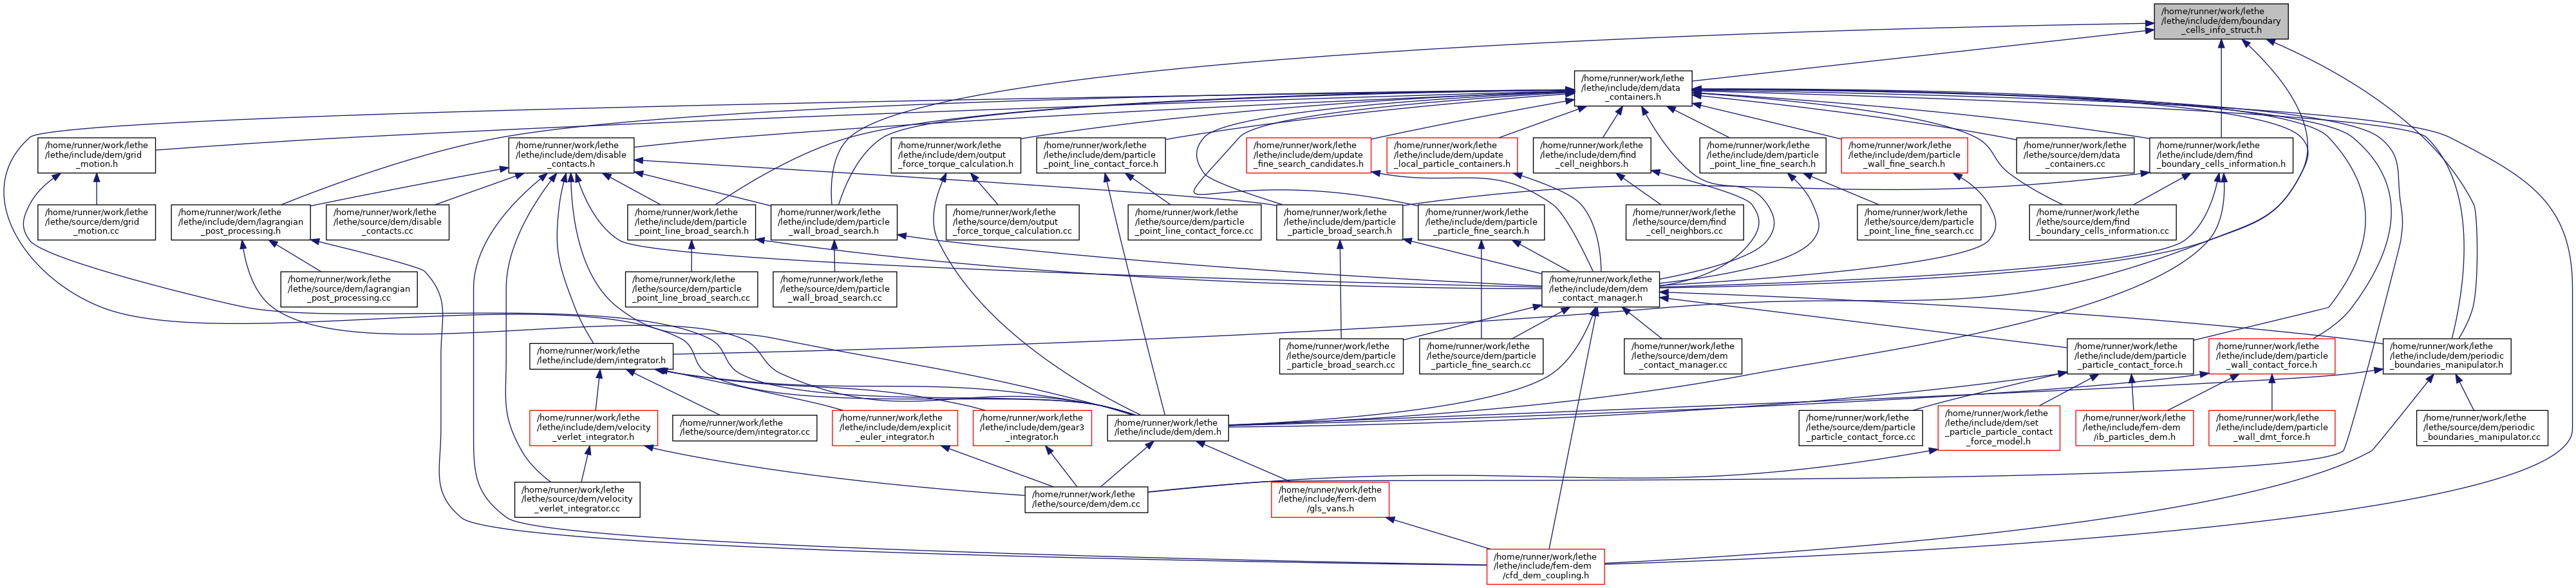 /home/runner/work/lethe
/lethe/include/dem/boundary
_cells_info_struct.h
/home/runner/work/lethe
/lethe/include/dem/data
_containers.h
/home/runner/work/lethe
/lethe/include/dem/grid
_motion.h
/home/runner/work/lethe
/lethe/include/dem/disable
_contacts.h
/home/runner/work/lethe
/lethe/include/dem/output
_force_torque_calculation.h
/home/runner/work/lethe
/lethe/include/dem/particle
_point_line_contact_force.h
/home/runner/work/lethe
/lethe/include/dem/update
_fine_search_candidates.h
/home/runner/work/lethe
/lethe/include/dem/update
_local_particle_containers.h
/home/runner/work/lethe
/lethe/include/dem/find
_cell_neighbors.h
/home/runner/work/lethe
/lethe/include/dem/particle
_point_line_fine_search.h
/home/runner/work/lethe
/lethe/include/dem/particle
_wall_fine_search.h
/home/runner/work/lethe
/lethe/source/dem/data
_containers.cc
/home/runner/work/lethe
/lethe/include/dem/find
_boundary_cells_information.h
/home/runner/work/lethe
/lethe/source/dem/grid
_motion.cc
/home/runner/work/lethe
/lethe/include/dem/lagrangian
_post_processing.h
/home/runner/work/lethe
/lethe/source/dem/disable
_contacts.cc
/home/runner/work/lethe
/lethe/include/dem/particle
_point_line_broad_search.h
/home/runner/work/lethe
/lethe/include/dem/particle
_wall_broad_search.h
/home/runner/work/lethe
/lethe/source/dem/output
_force_torque_calculation.cc
/home/runner/work/lethe
/lethe/source/dem/particle
_point_line_contact_force.cc
/home/runner/work/lethe
/lethe/include/dem/particle
_particle_broad_search.h
/home/runner/work/lethe
/lethe/include/dem/particle
_particle_fine_search.h
/home/runner/work/lethe
/lethe/source/dem/find
_cell_neighbors.cc
/home/runner/work/lethe
/lethe/source/dem/particle
_point_line_fine_search.cc
/home/runner/work/lethe
/lethe/source/dem/find
_boundary_cells_information.cc
/home/runner/work/lethe
/lethe/source/dem/lagrangian
_post_processing.cc
/home/runner/work/lethe
/lethe/source/dem/particle
_point_line_broad_search.cc
/home/runner/work/lethe
/lethe/source/dem/particle
_wall_broad_search.cc
/home/runner/work/lethe
/lethe/include/dem/dem
_contact_manager.h
/home/runner/work/lethe
/lethe/include/dem/integrator.h
/home/runner/work/lethe
/lethe/source/dem/particle
_particle_broad_search.cc
/home/runner/work/lethe
/lethe/source/dem/particle
_particle_fine_search.cc
/home/runner/work/lethe
/lethe/source/dem/dem
_contact_manager.cc
/home/runner/work/lethe
/lethe/include/dem/particle
_particle_contact_force.h
/home/runner/work/lethe
/lethe/include/dem/particle
_wall_contact_force.h
/home/runner/work/lethe
/lethe/include/dem/periodic
_boundaries_manipulator.h
/home/runner/work/lethe
/lethe/include/dem/velocity
_verlet_integrator.h
/home/runner/work/lethe
/lethe/source/dem/integrator.cc
/home/runner/work/lethe
/lethe/include/dem/explicit
_euler_integrator.h
/home/runner/work/lethe
/lethe/include/dem/gear3
_integrator.h
/home/runner/work/lethe
/lethe/include/dem/dem.h
/home/runner/work/lethe
/lethe/source/dem/particle
_particle_contact_force.cc
/home/runner/work/lethe
/lethe/include/dem/set
_particle_particle_contact
_force_model.h
/home/runner/work/lethe
/lethe/include/fem-dem
/ib_particles_dem.h
/home/runner/work/lethe
/lethe/include/dem/particle
_wall_dmt_force.h
/home/runner/work/lethe
/lethe/source/dem/periodic
_boundaries_manipulator.cc
/home/runner/work/lethe
/lethe/source/dem/velocity
_verlet_integrator.cc
/home/runner/work/lethe
/lethe/source/dem/dem.cc
/home/runner/work/lethe
/lethe/include/fem-dem
/gls_vans.h
/home/runner/work/lethe
/lethe/include/fem-dem
/cfd_dem_coupling.h